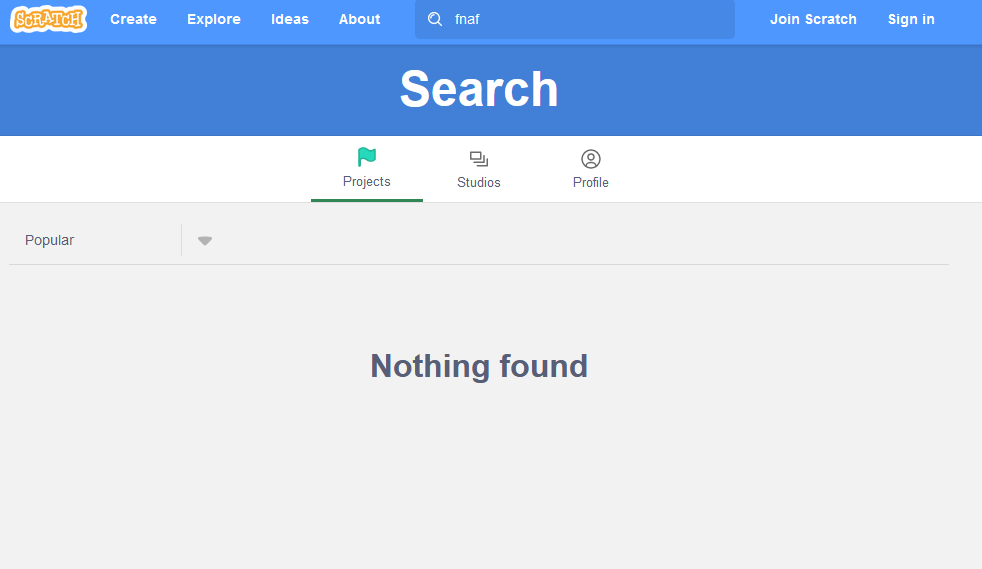 SCRATCH Create Explore Ideas About fnaf Join Scratch Sign in
Search
Projects Studios Profile
Popular
Nothing found